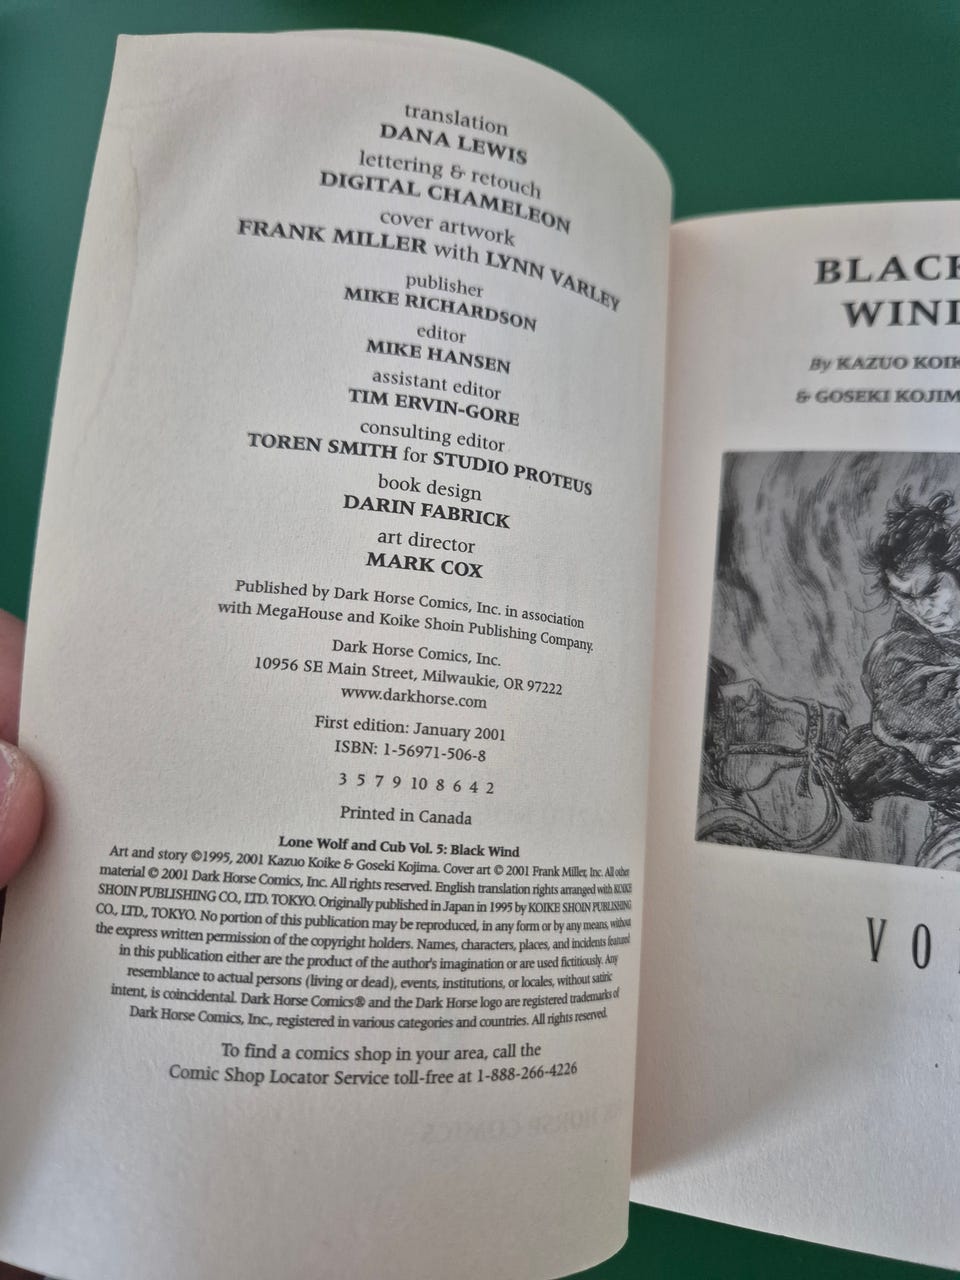 translation
DANA LEWIS
lettering & retouch
DIGITAL CHAMELEON
cover artwork
FRANK MILLER with LYNN VARLEY
publisher
MIKE RICHARDSON
editor
MIKE HANSEN
assistant editor
TIM ERVIN-GORE
consulting editor
TOREN SMITH for STUDIO PROTEUS
book design
DARIN FABRICK
art director
MARK COX
Published by Dark Horse Comics, Inc. in association
with MegaHouse and Koike Shoin Publishing Company.
Dark Horse Comics, Inc.
10956 SE Main Street, Milwaukie, OR 97222
www.darkhorse.com
First edition: January 2001
ISBN: 1-56971-506-8
3 5 7 9 10 8 6 4 2
Printed in Canada
Lone Wolf and Cub Vol. 5: Black Wind
Art and story ©1995, 2001 Kazuo Koike & Goseki Kojima. Cover art © 2001 Frank Miller, Inc. All other
material © 2001 Dark Horse Comics, Inc. All rights reserved. English translation rights arranged with KOIKE
SHOIN PUBLISHING CO., LTD. TOKYO. Originally published in Japan in 1995 by KOIKE SHOIN PUBLISHING
CO., LTD., TOKYO. No portion of this publication may be reproduced, in any form or by any means, without
the express written permission of the copyright holders. Names, characters, places, and incidents featured
in this publication either are the product of the author's imagination or are used fictitiously. Any
resemblance to actual persons (living or dead), events, institutions, or locales, without satiric
intent, is coincidental. Dark Horse Comics® and the Dark Horse logo are registered trademarks of
Dark Horse Comics, Inc., registered in various categories and countries. All rights reserved.
To find a comics shop in your area, call the
Comic Shop Locator Service toll-free at 1-888-266-4226
BLACK
WIND
By KAZUO KOIK
& GOSEKI KOJIM
VO